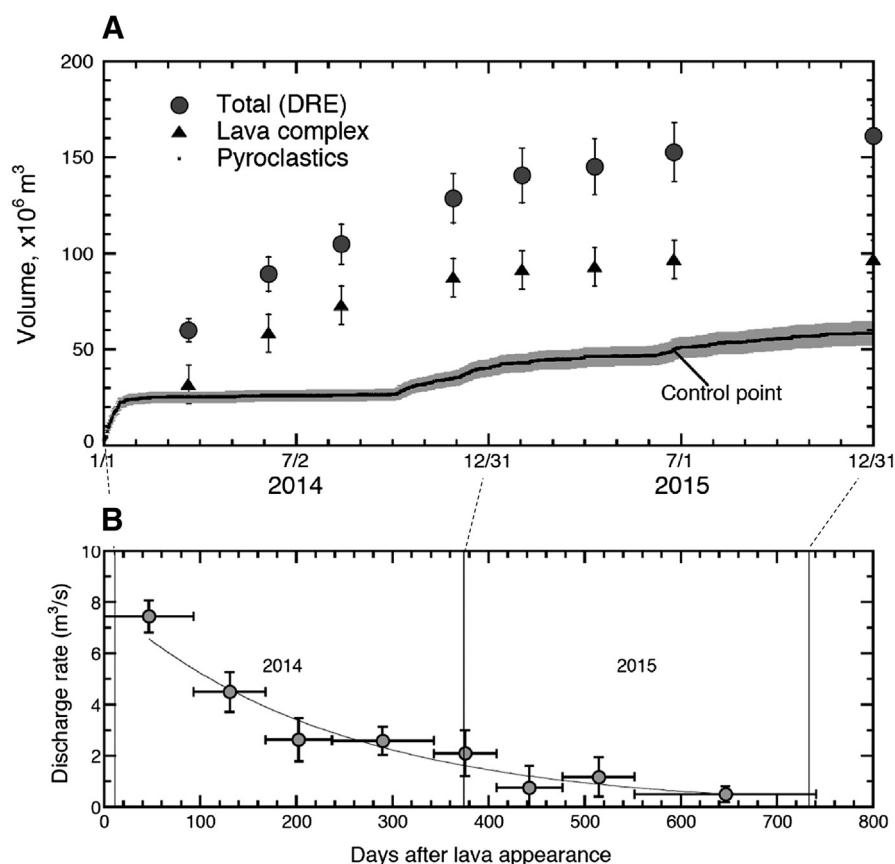 A
200
150
100
50
0
Volume, x10⁶ m³
Total (DRE)
Lava complex
Pyroclastics
Control point
1/1
7/2
12/31
7/1
12/31
2014
2015
B
10
8
6
4
2
0
Discharge rate (m³/s)
2014
2015
0 100 200 300 400 500 600 700 800
Days after lava appearance